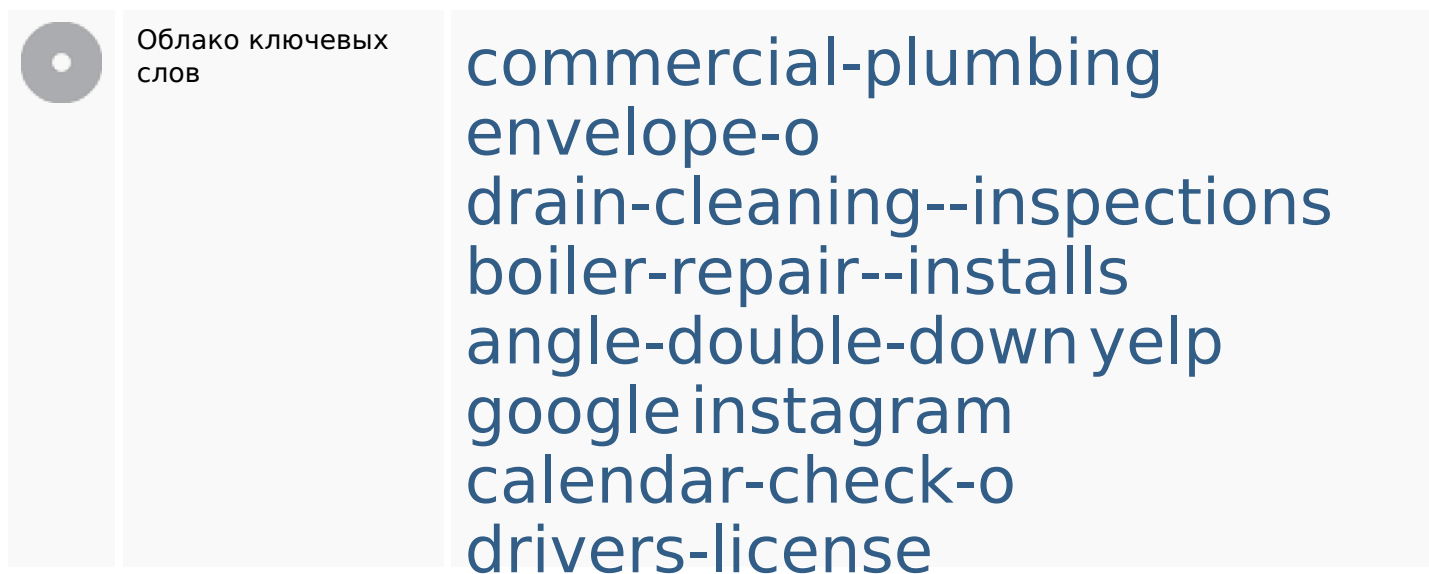 Облако ключевых
слов
commercial-plumbing
envelope-o
drain-cleaning--inspections
boiler-repair--installs
angle-double-down yelp
google instagram
calendar-check-o
drivers-license